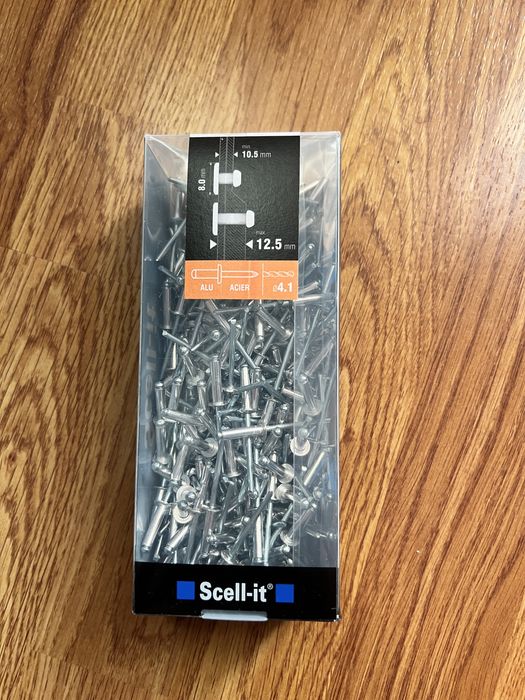 min.
10.5 mm
8.0 mm
max.
12.5 mm
ALU ACIER ø4.1
Scell-it®